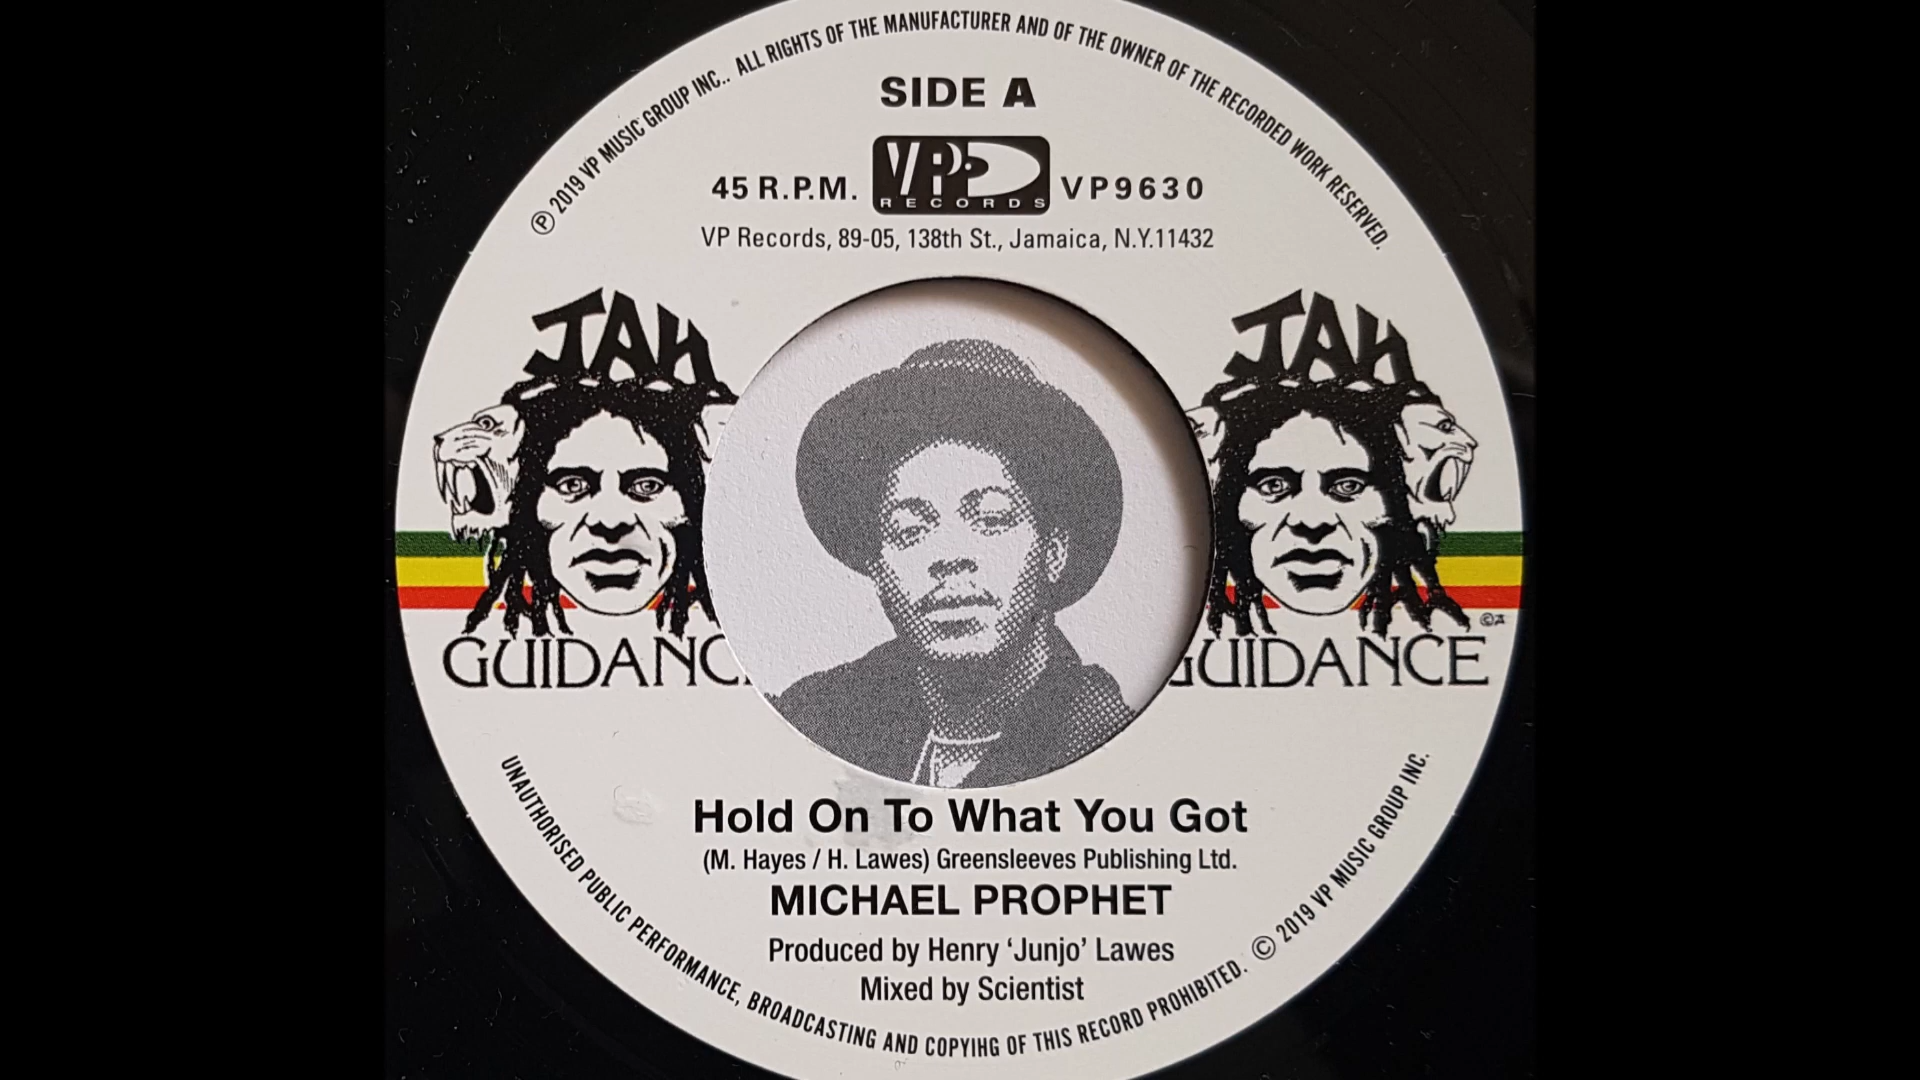 Ⓟ 2019 VP MUSIC GROUP INC.. ALL RIGHTS OF THE MANUFACTURER AND OF THE OWNER OF THE RECORDED WORK RESERVED.
SIDE A
45 R.P.M. VP RECORDS VP9630
VP Records, 89-05, 138th St., Jamaica, N.Y.11432
JAH JAH
©A
GUIDANC GUIDANCE
Hold On To What You Got
(M. Hayes / H. Lawes) Greensleeves Publishing Ltd.
MICHAEL PROPHET
Produced by Henry ‘Junjo’ Lawes
Mixed by Scientist
UNAUTHORISED PUBLIC PERFORMANCE, BROADCASTING AND COPYIHG OF THIS RECORD PROHIBITED. © 2019 VP MUSIC GROUP INC.